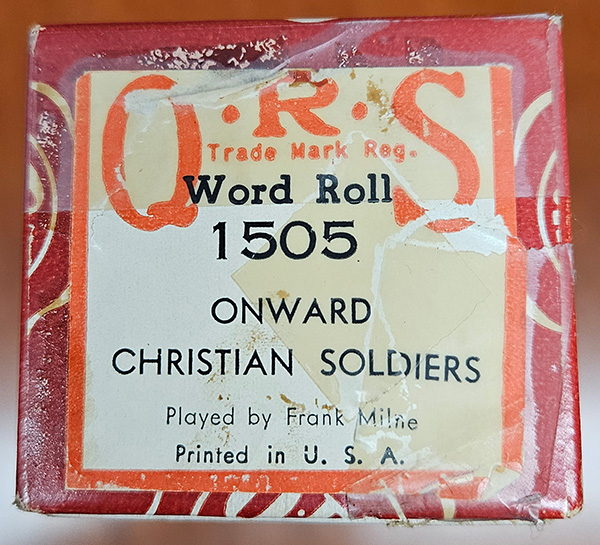 Q·R·S
Trade Mark Reg.
Word Roll
1505
ONWARD
CHRISTIAN SOLDIERS
Played by Frank Milne
Printed in U. S. A.